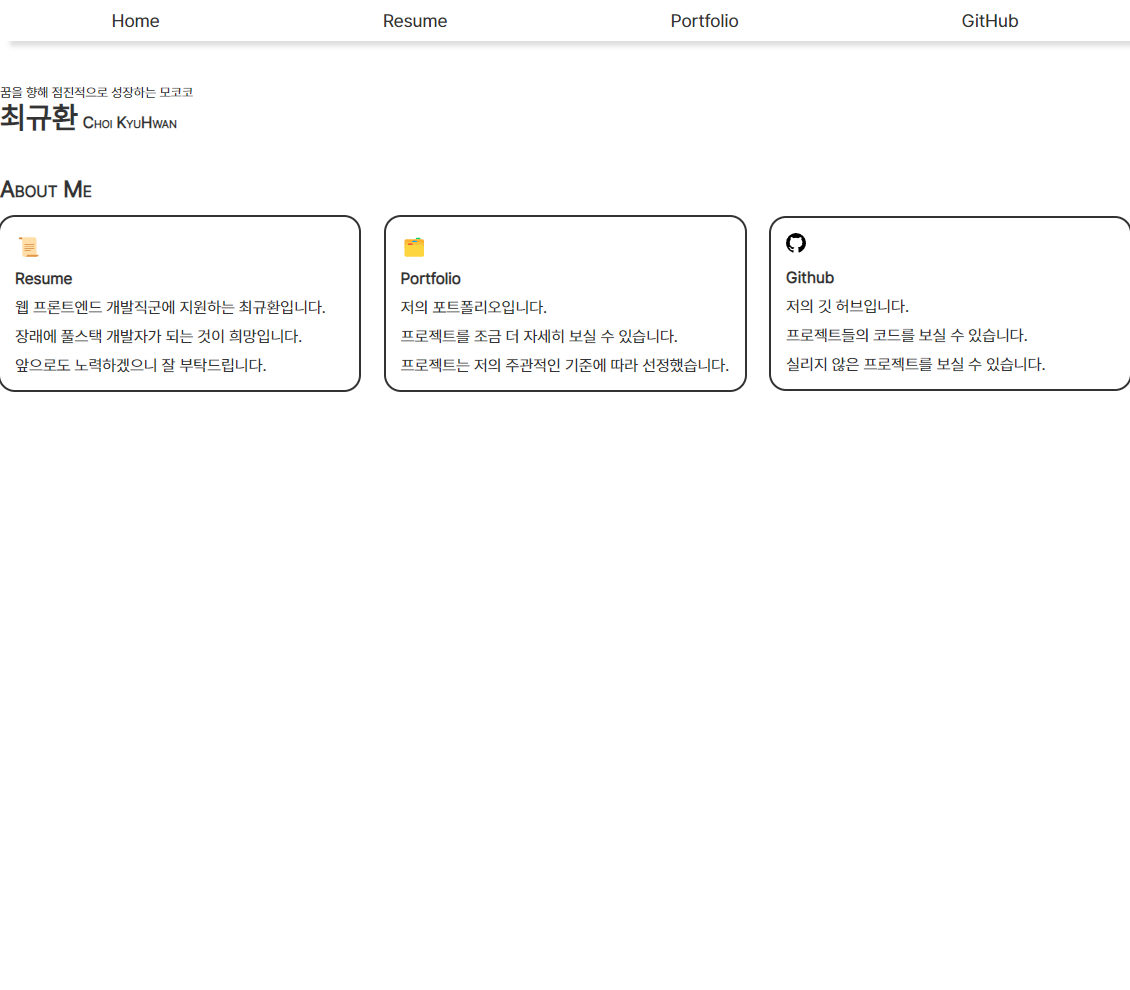 Home Resume Portfolio GitHub
꿈을 향해 점진적으로 성장하는 모코코
최규환 Choi KyuHwan
About Me
Resume
웹 프론트엔드 개발직군에 지원하는 최규환입니다.
장래에 풀스택 개발자가 되는 것이 희망입니다.
앞으로도 노력하겠으니 잘 부탁드립니다.
Portfolio
저의 포트폴리오입니다.
프로젝트를 조금 더 자세히 보실 수 있습니다.
프로젝트는 저의 주관적인 기준에 따라 선정했습니다.
Github
저의 깃 허브입니다.
프로젝트들의 코드를 보실 수 있습니다.
실리지 않은 프로젝트를 보실 수 있습니다.